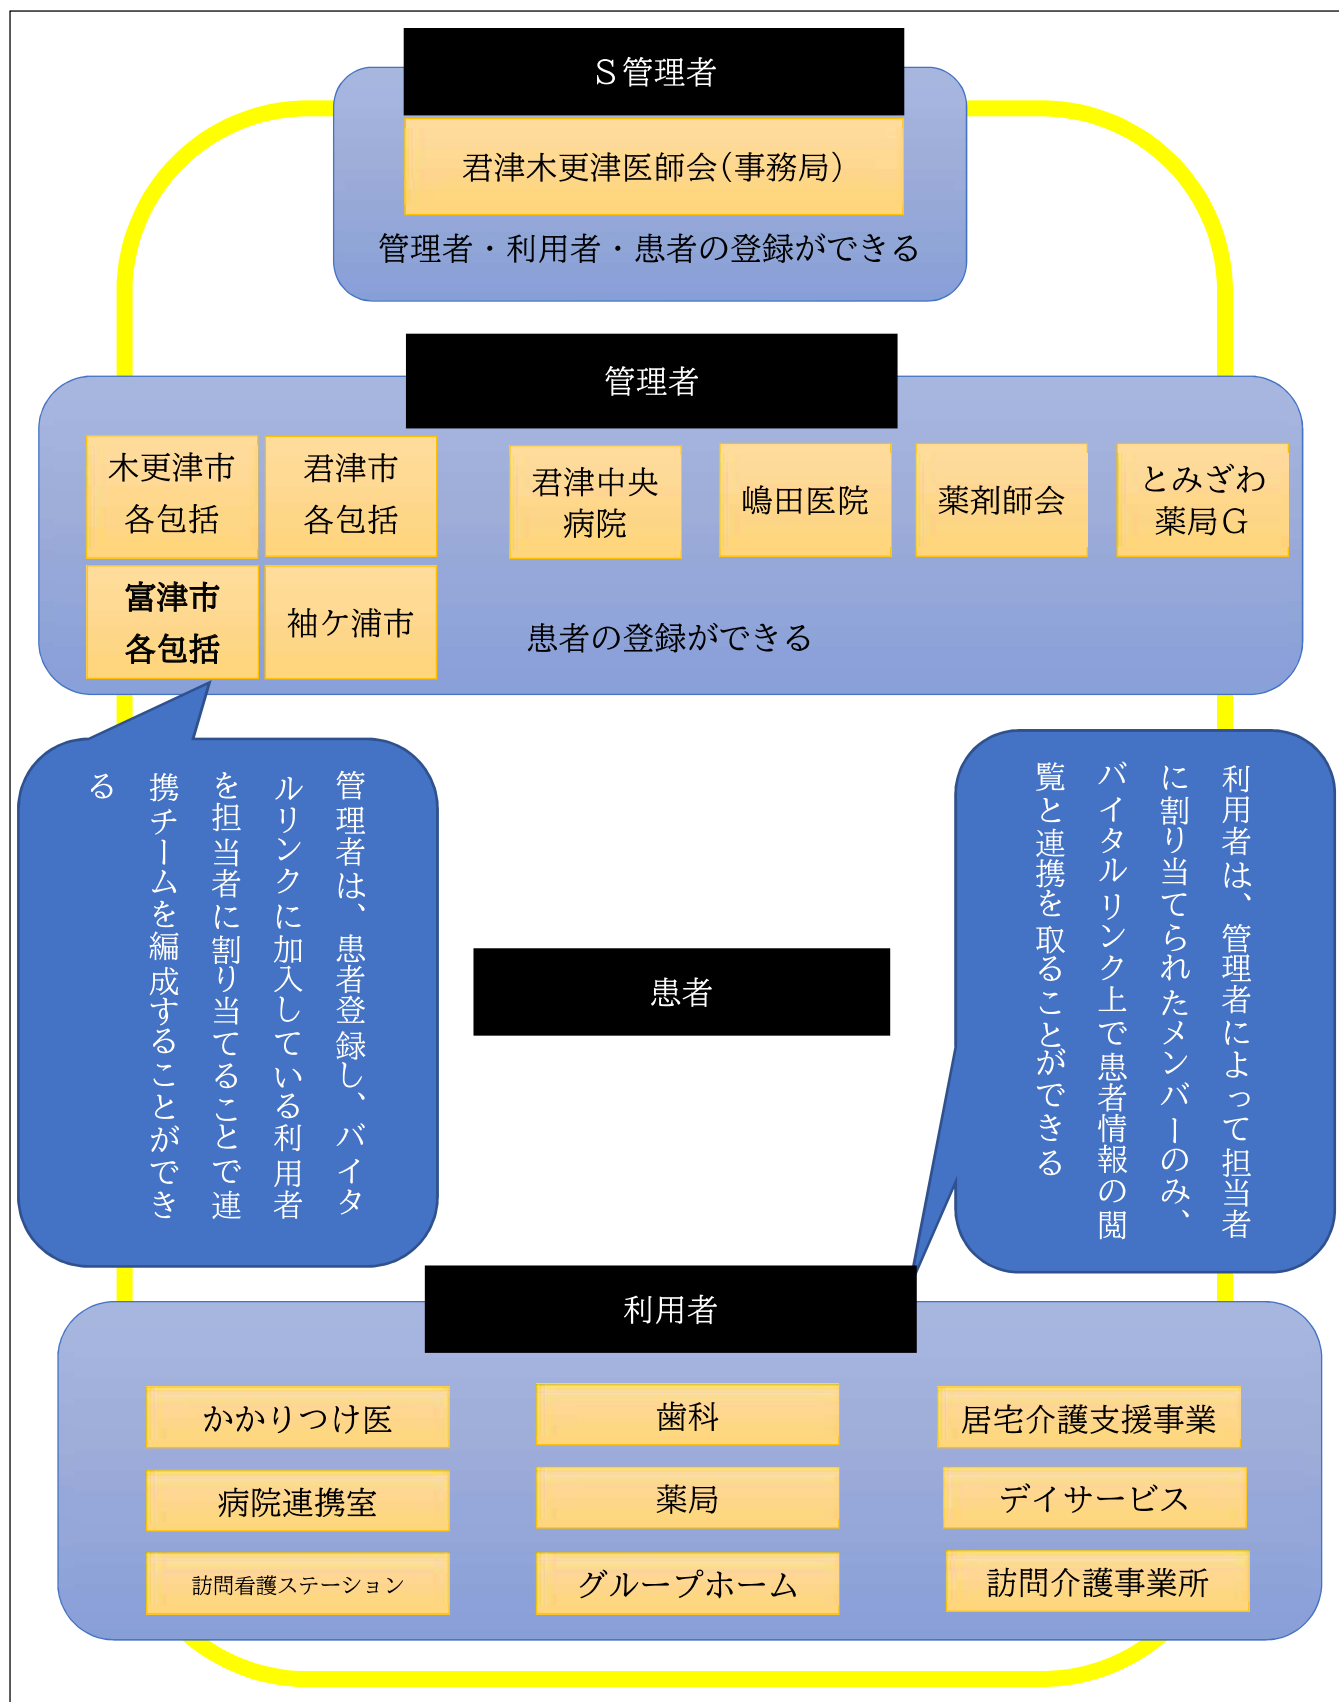 Ｓ管理者
君津木更津医師会（事務局）
管理者・利用者・患者の登録ができる
管理者
木更津市
各包括
君津市
各包括
富津市
各包括
袖ケ浦市
君津中央
病院
嶋田医院
薬剤師会
とみざわ
薬局Ｇ
患者の登録ができる
管理者は、患者登録し、バイタ
ルリンクに加入している利用者
を担当者に割り当てることで連
携チームを編成することができ
る
利用者は、管理者によって担当者
に割り当てられたメンバーのみ、
バイタルリンク上で患者情報の閲
覧と連携を取ることができる
患者
利用者
かかりつけ医
歯科
居宅介護支援事業
病院連携室
薬局
デイサービス
訪問看護ステーション
グループホーム
訪問介護事業所